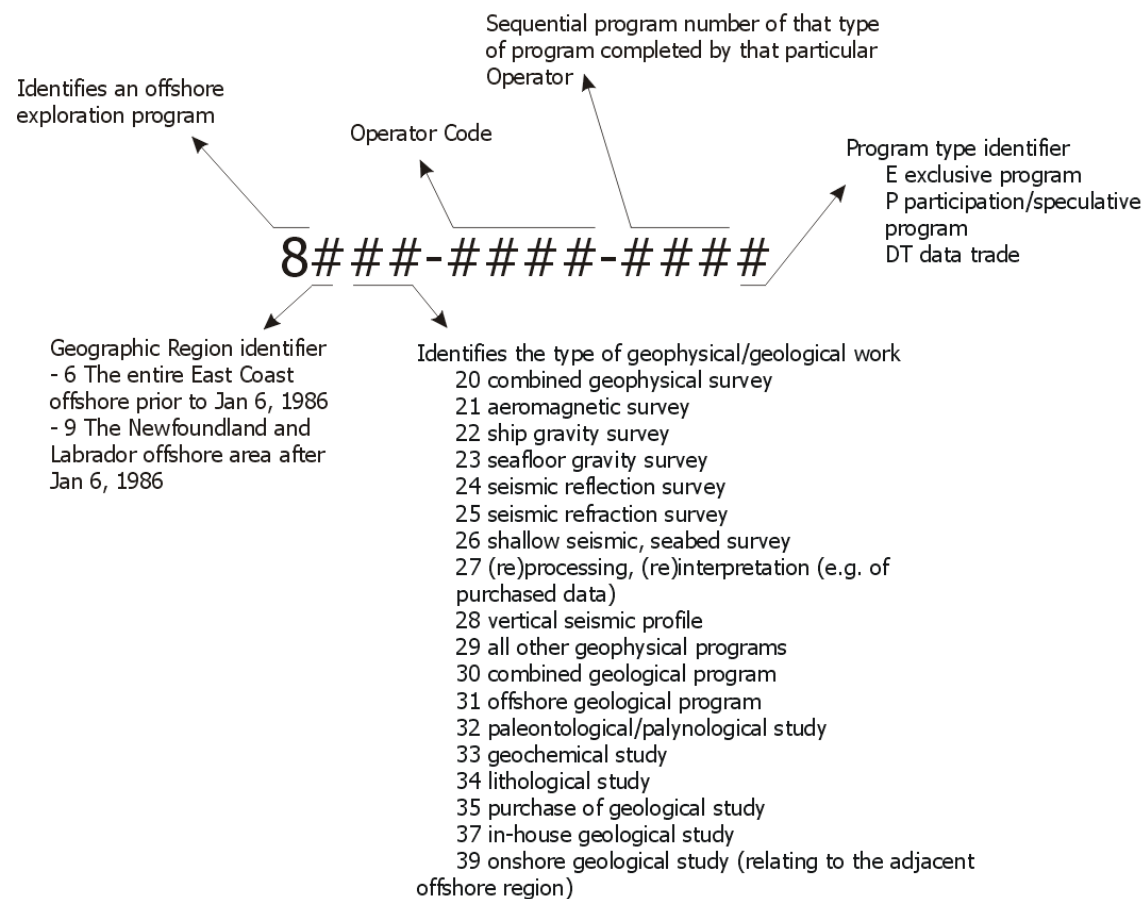 Sequential program number of that type
of program completed by that particular
Operator
Identifies an offshore
exploration program
Operator Code
Program type identifier
E exclusive program
P participation/speculative
program
DT data trade
8###-####-####
Geographic Region identifier
- 6 The entire East Coast
offshore prior to Jan 6, 1986
- 9 The Newfoundland and
Labrador offshore area after
Jan 6, 1986
Identifies the type of geophysical/geological work
20 combined geophysical survey
21 aeromagnetic survey
22 ship gravity survey
23 seafloor gravity survey
24 seismic reflection survey
25 seismic refraction survey
26 shallow seismic, seabed survey
27 (re)processing, (re)interpretation (e.g. of
purchased data)
28 vertical seismic profile
29 all other geophysical programs
30 combined geological program
31 offshore geological program
32 paleontological/palynological study
33 geochemical study
34 lithological study
35 purchase of geological study
37 in-house geological study
39 onshore geological study (relating to the adjacent
offshore region)